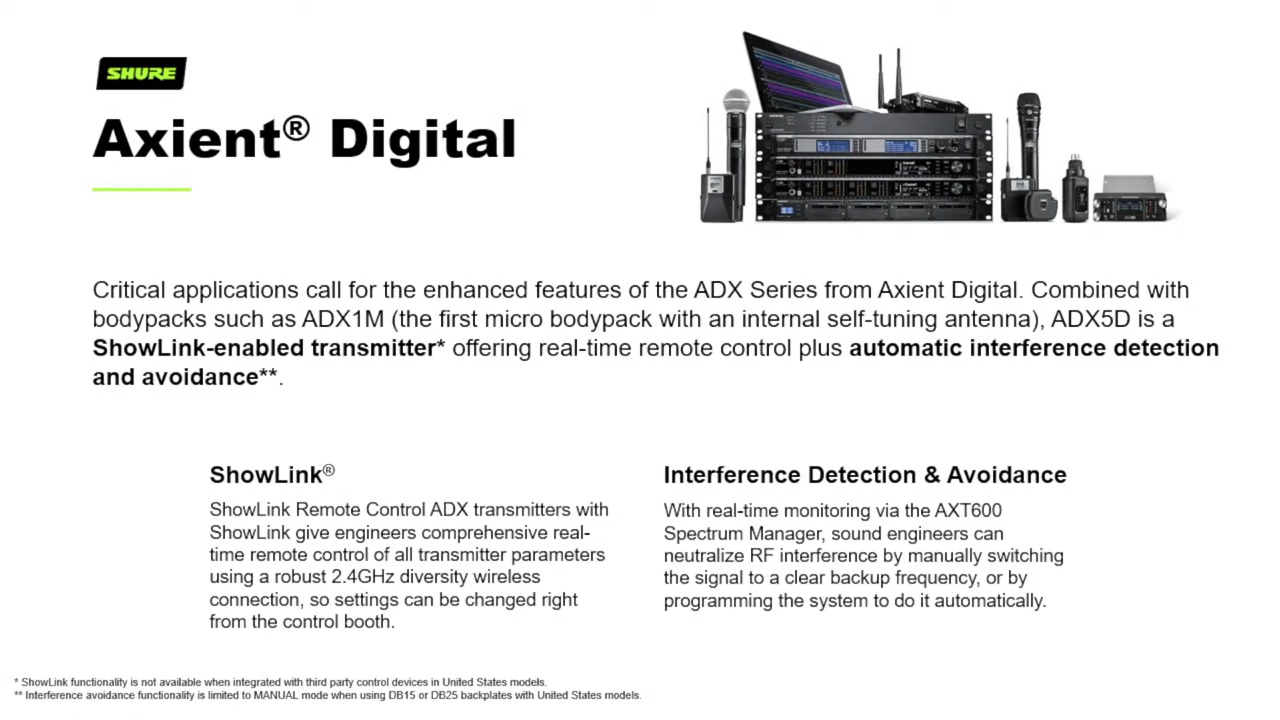 SHURE
Axient® Digital
Critical applications call for the enhanced features of the ADX Series from Axient Digital. Combined with
bodypacks such as ADX1M (the first micro bodypack with an internal self-tuning antenna), ADX5D is a
ShowLink-enabled transmitter* offering real-time remote control plus automatic interference detection
and avoidance**.
ShowLink®
ShowLink Remote Control ADX transmitters with
ShowLink give engineers comprehensive real-
time remote control of all transmitter parameters
using a robust 2.4GHz diversity wireless
connection, so settings can be changed right
from the control booth.
Interference Detection & Avoidance
With real-time monitoring via the AXT600
Spectrum Manager, sound engineers can
neutralize RF interference by manually switching
the signal to a clear backup frequency, or by
programming the system to do it automatically.
* ShowLink functionality is not available when integrated with third party control devices in United States models.
** Interference avoidance functionality is limited to MANUAL mode when using DB15 or DB25 backplates with United States models.